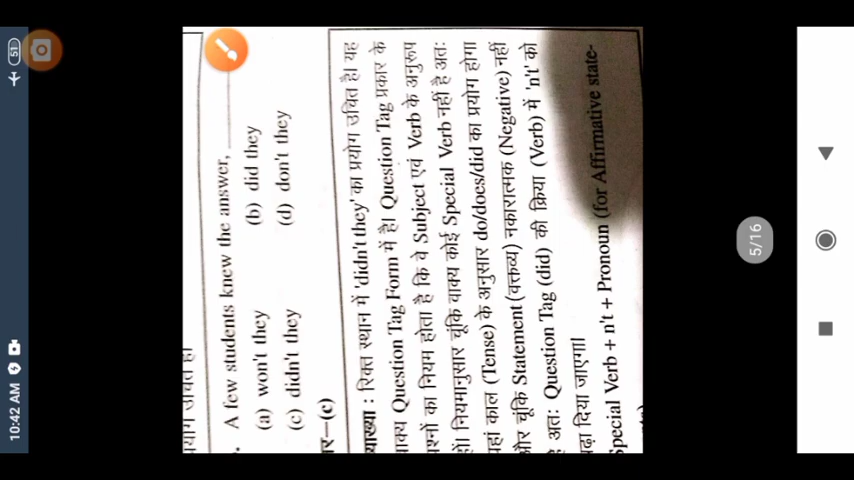 10:42 AM
51
प्रयोग उचित है।
. A few students knew the answer, ______
(a) won't they (b) did they
(c) didn't they (d) don't they
र–(c)
याख्या : रिक्त स्थान में 'didn't they' का प्रयोग उचित है। यह
वाक्य Question Tag Form में है। Question Tag प्रकार के
प्रश्नों का नियम होता है कि वे Subject एवं Verb के अनुरूप
हों। नियमानुसार चूंकि वाक्य कोई Special Verb नहीं है अतः
यहां काल (Tense) के अनुसार do/does/did का प्रयोग होगा
और चूंकि Statement (वक्तव्य) नकारात्मक (Negative) नहीं
है अतः Question Tag (did) की क्रिया (Verb) में 'n't' को
बढ़ा दिया जाएगा।
Special Verb + n't + Pronoun (for Affirmative state-
5/16